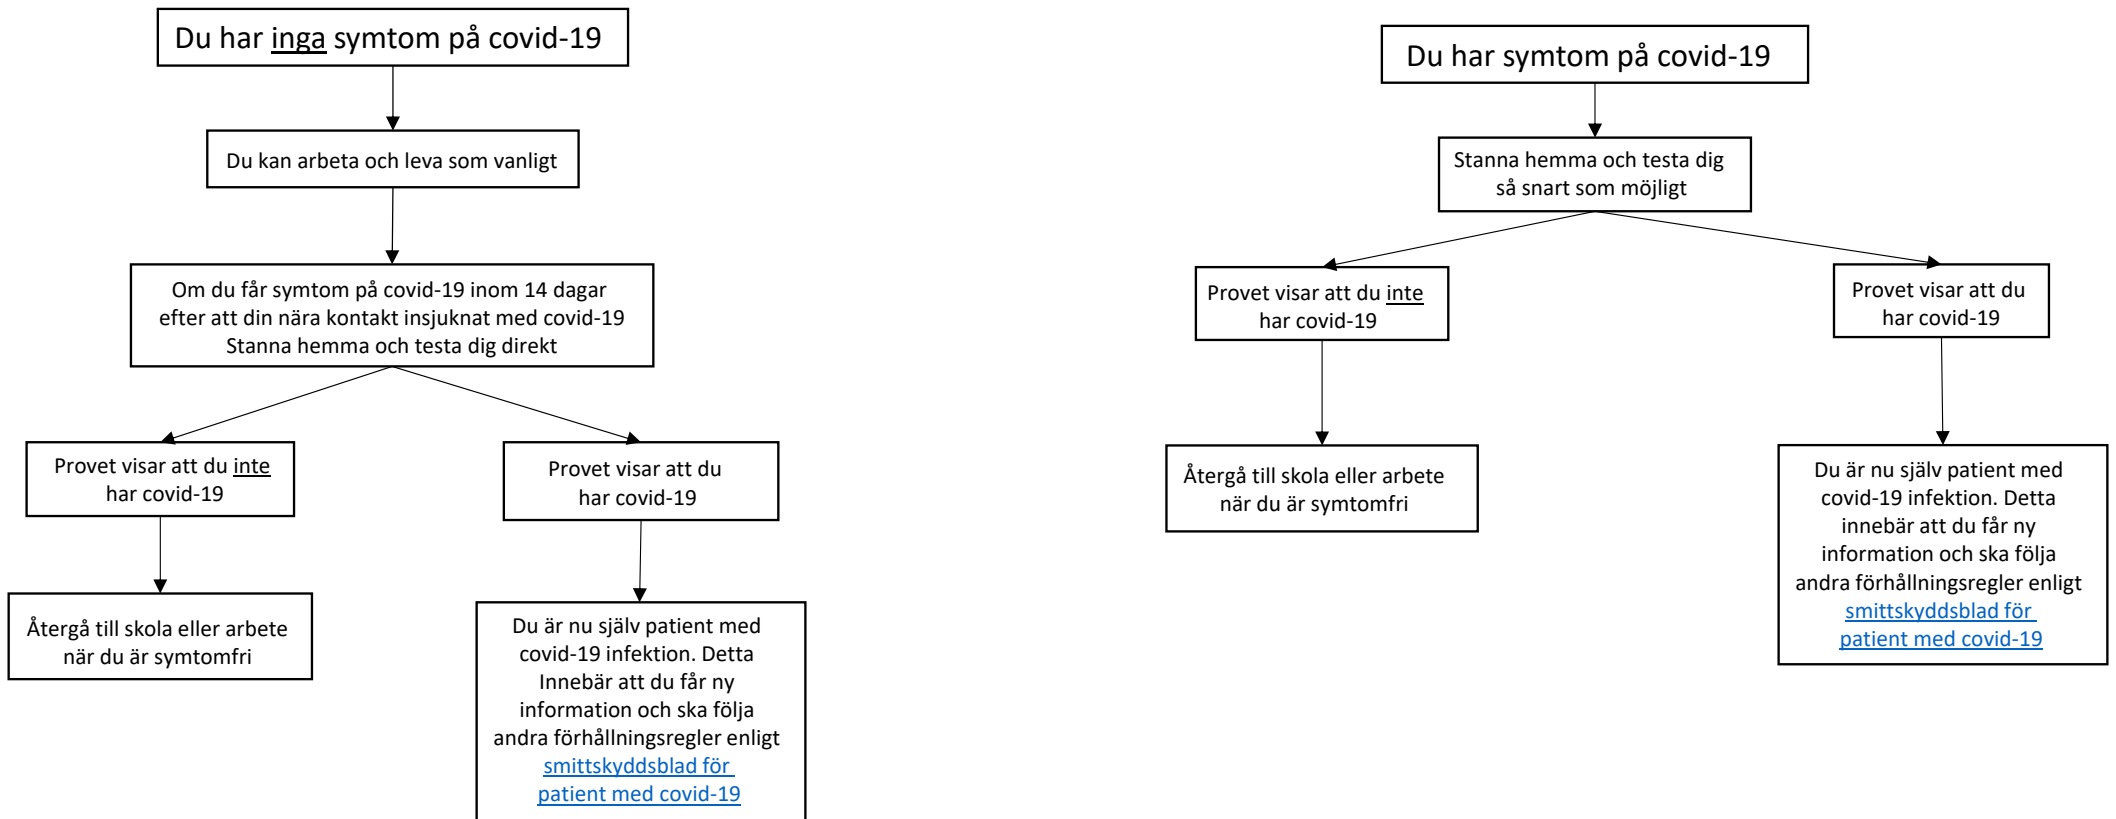 Du har inga symtom på covid-19
Du kan arbeta och leva som vanligt
Om du får symtom på covid-19 inom 14 dagar
efter att din nära kontakt insjuknat med covid-19
Stanna hemma och testa dig direkt
Provet visar att du inte
har covid-19
Återgå till skola eller arbete
när du är symtomfri
Provet visar att du
har covid-19
Du är nu själv patient med
covid-19 infektion. Detta
Innebär att du får ny
information och ska följa
andra förhållningsregler enligt
smittskyddsblad för
patient med covid-19
Du har symtom på covid-19
Stanna hemma och testa dig
så snart som möjligt
Provet visar att du inte
har covid-19
Återgå till skola eller arbete
när du är symtomfri
Provet visar att du
har covid-19
Du är nu själv patient med
covid-19 infektion. Detta
innebär att du får ny
information och ska följa
andra förhållningsregler enligt
smittskyddsblad för
patient med covid-19